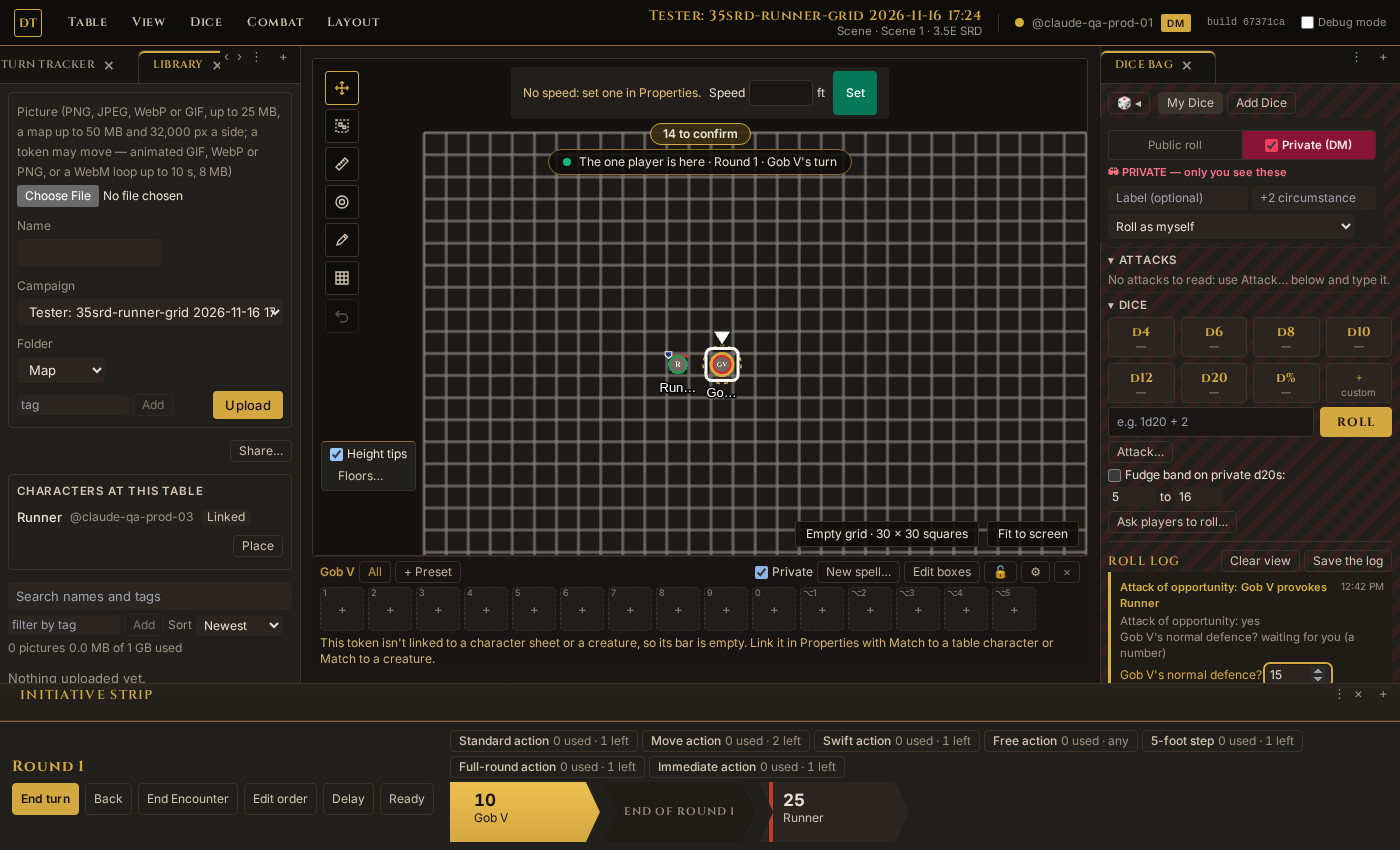 DT
TABLE
VIEW
DICE
COMBAT
LAYOUT
TESTER: 35SRD-RUNNER-GRID 2026-11-16 17:24
Scene · Scene 1 · 3.5E SRD
@claude-qa-prod-01
DM
build 67371ca
Debug mode
TURN TRACKER ×
LIBRARY ×
‹ › ⋮ +
Picture (PNG, JPEG, WebP or GIF, up to 25 MB,
a map up to 50 MB and 32,000 px a side; a
token may move — animated GIF, WebP or
PNG, or a WebM loop up to 10 s, 8 MB)
Choose File No file chosen
Name
Campaign
Tester: 35srd-runner-grid 2026-11-16 17
Folder
Map
tag
Add
Upload
Share...
CHARACTERS AT THIS TABLE
Runner @claude-qa-prod-03 Linked
Place
Search names and tags
filter by tag
Add
Sort
Newest
0 pictures 0.0 MB of 1 GB used
Nothing uploaded yet.
No speed: set one in Properties.
Speed
ft
Set
14 to confirm
The one player is here · Round 1 · Gob V's turn
R
GV
Run...
Go...
Height tips
Floors...
Empty grid · 30 × 30 squares
Fit to screen
Gob V
All
+ Preset
Private
New spell...
Edit boxes
×
1 +
2 +
3 +
4 +
5 +
6 +
7 +
8 +
9 +
0 +
⌥1 +
⌥2 +
⌥3 +
⌥4 +
⌥5 +
This token isn't linked to a character sheet or a creature, so its bar is empty. Link it in Properties with Match to a table character or
Match to a creature.
DICE BAG ×
⋮ +
My Dice
Add Dice
Public roll
Private (DM)
PRIVATE — only you see these
Label (optional)
+2 circumstance
Roll as myself
▾ ATTACKS
No attacks to read: use Attack... below and type it.
▾ DICE
D4 —
D6 —
D8 —
D10 —
D12 —
D20 —
D% —
+ custom
e.g. 1d20 + 2
ROLL
Attack...
Fudge band on private d20s:
5 to 16
Ask players to roll...
ROLL LOG
Clear view
Save the log
Attack of opportunity: Gob V provokes
Runner
12:42 PM
Attack of opportunity: yes
Gob V's normal defence? waiting for you (a
number)
Gob V's normal defence? 15
INITIATIVE STRIP
⋮ × +
ROUND 1
End turn
Back
End Encounter
Edit order
Delay
Ready
Standard action 0 used · 1 left
Move action 0 used · 2 left
Swift action 0 used · 1 left
Free action 0 used · any
5-foot step 0 used · 1 left
Full-round action 0 used · 1 left
Immediate action 0 used · 1 left
10
Gob V
END OF ROUND 1
25
Runner